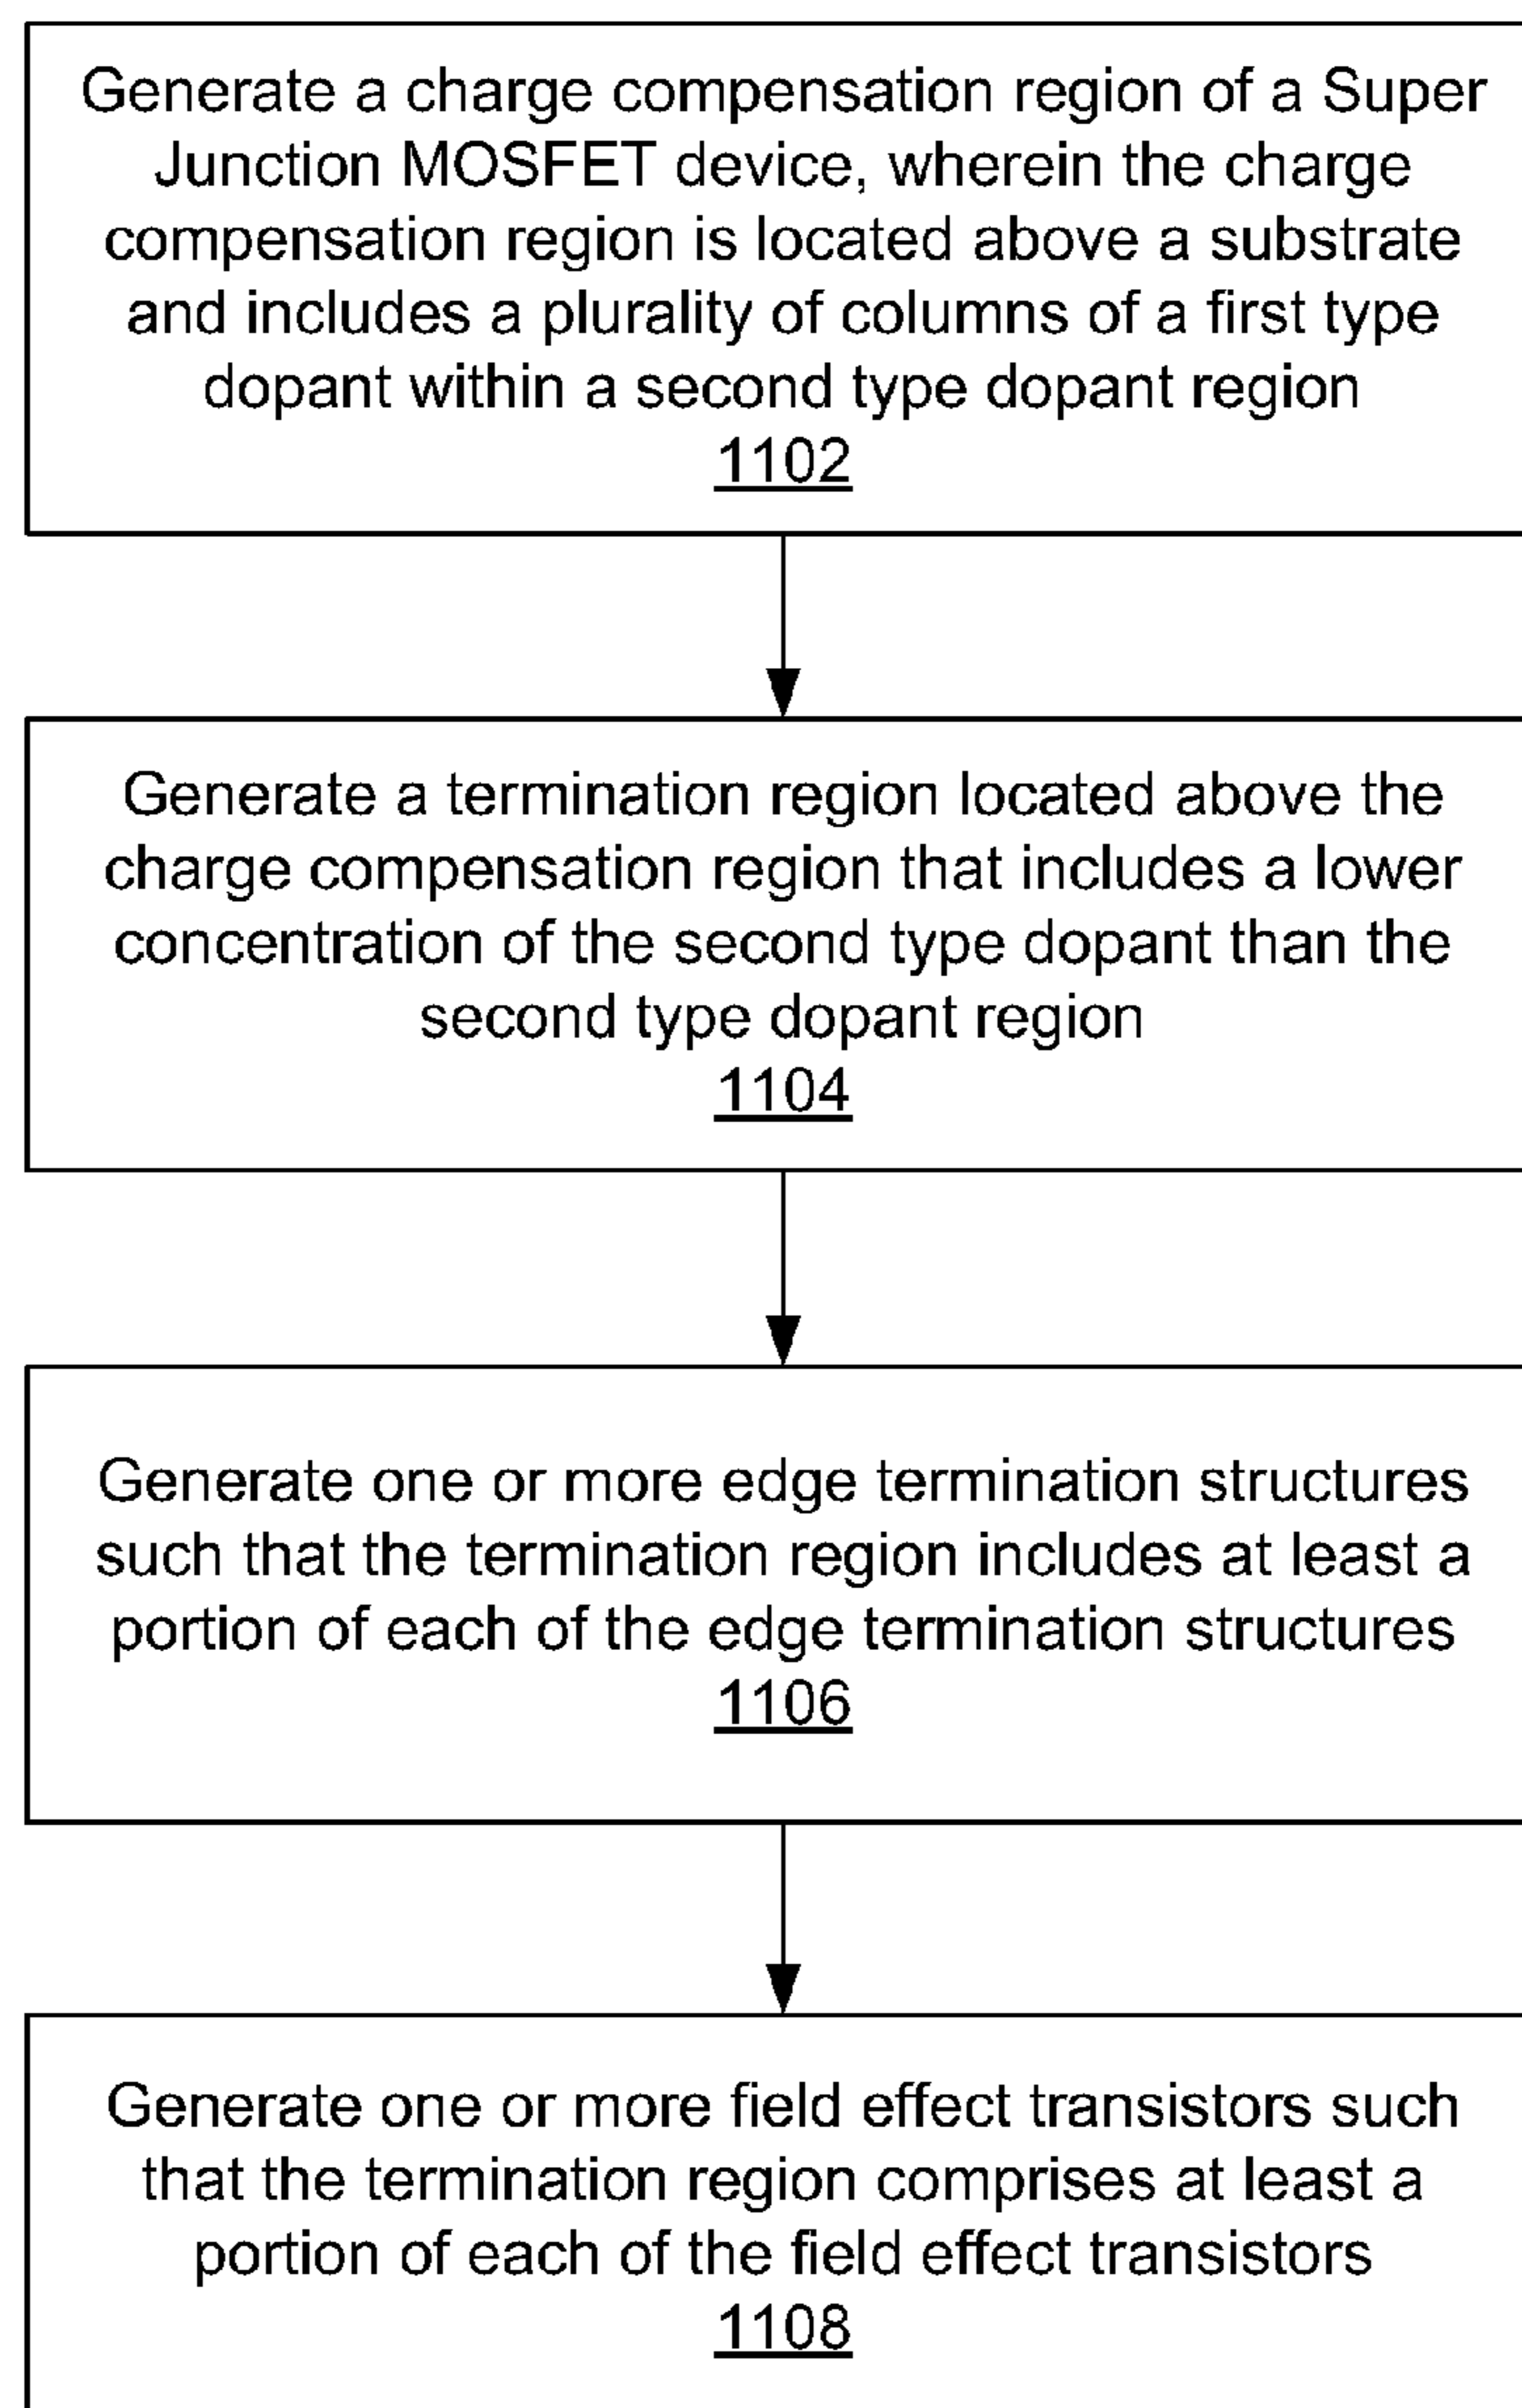 Generate a charge compensation region of a Super
Junction MOSFET device, wherein the charge
compensation region is located above a substrate
and includes a plurality of columns of a first type
dopant within a second type dopant region
1102
Generate a termination region located above the
charge compensation region that includes a lower
concentration of the second type dopant than the
second type dopant region
1104
Generate one or more edge termination structures
such that the termination region includes at least a
portion of each of the edge termination structures
1106
Generate one or more field effect transistors such
that the termination region comprises at least a
portion of each of the field effect transistors
1108